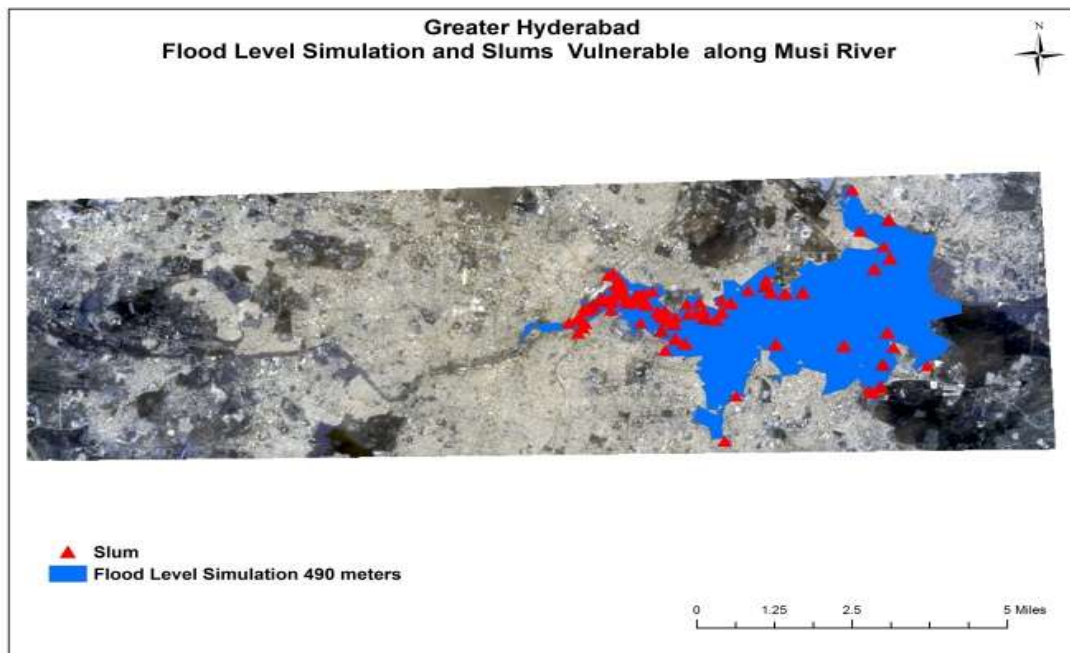 Greater Hyderabad
Flood Level Simulation and Slums Vulnerable along Musi River
N
Slum
Flood Level Simulation 490 meters
0 1.25 2.5 5 Miles